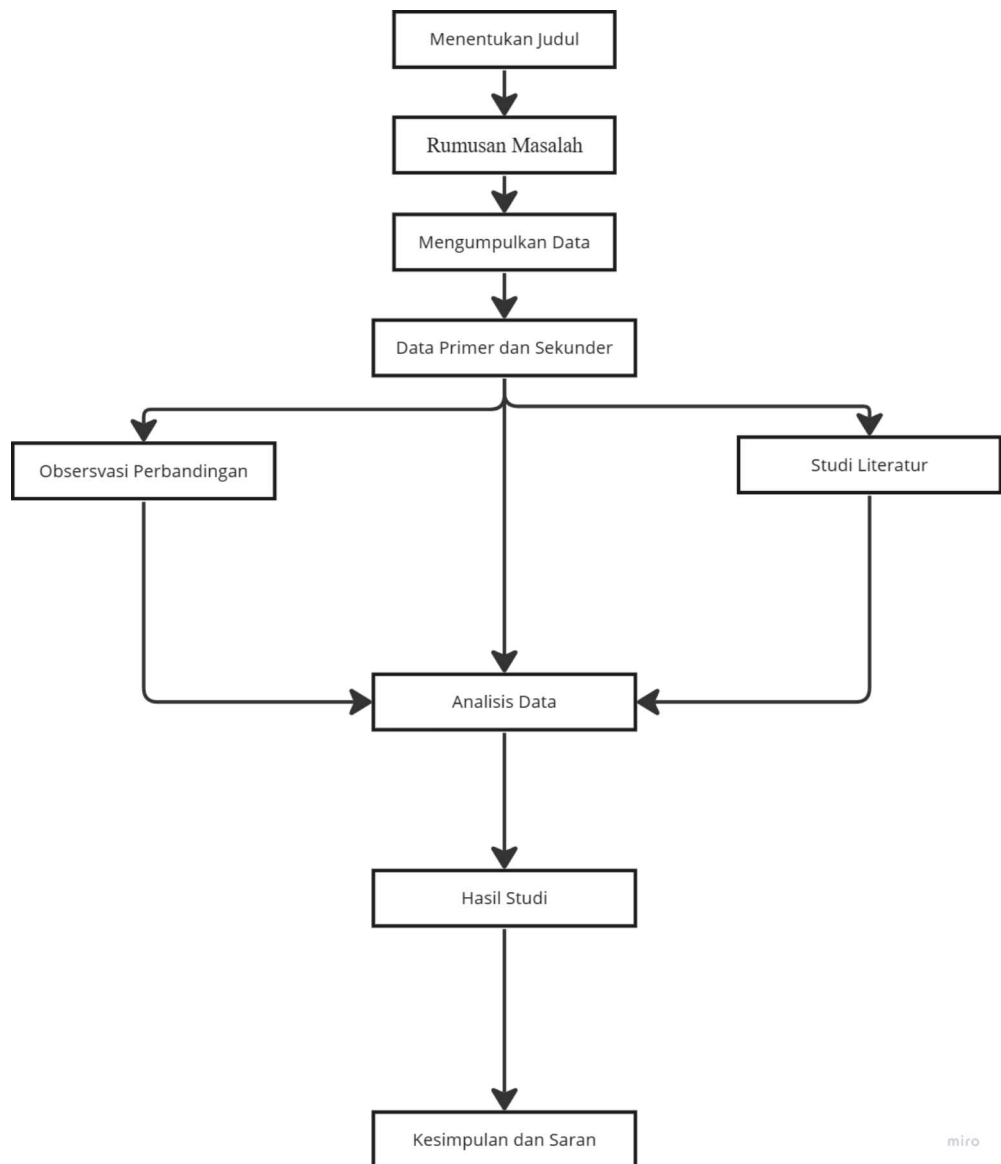 Menentukan Judul
Rumusan Masalah
Mengumpulkan Data
Data Primer dan Sekunder
Obsersvasi Perbandingan
Studi Literatur
Analisis Data
Hasil Studi
Kesimpulan dan Saran
miro